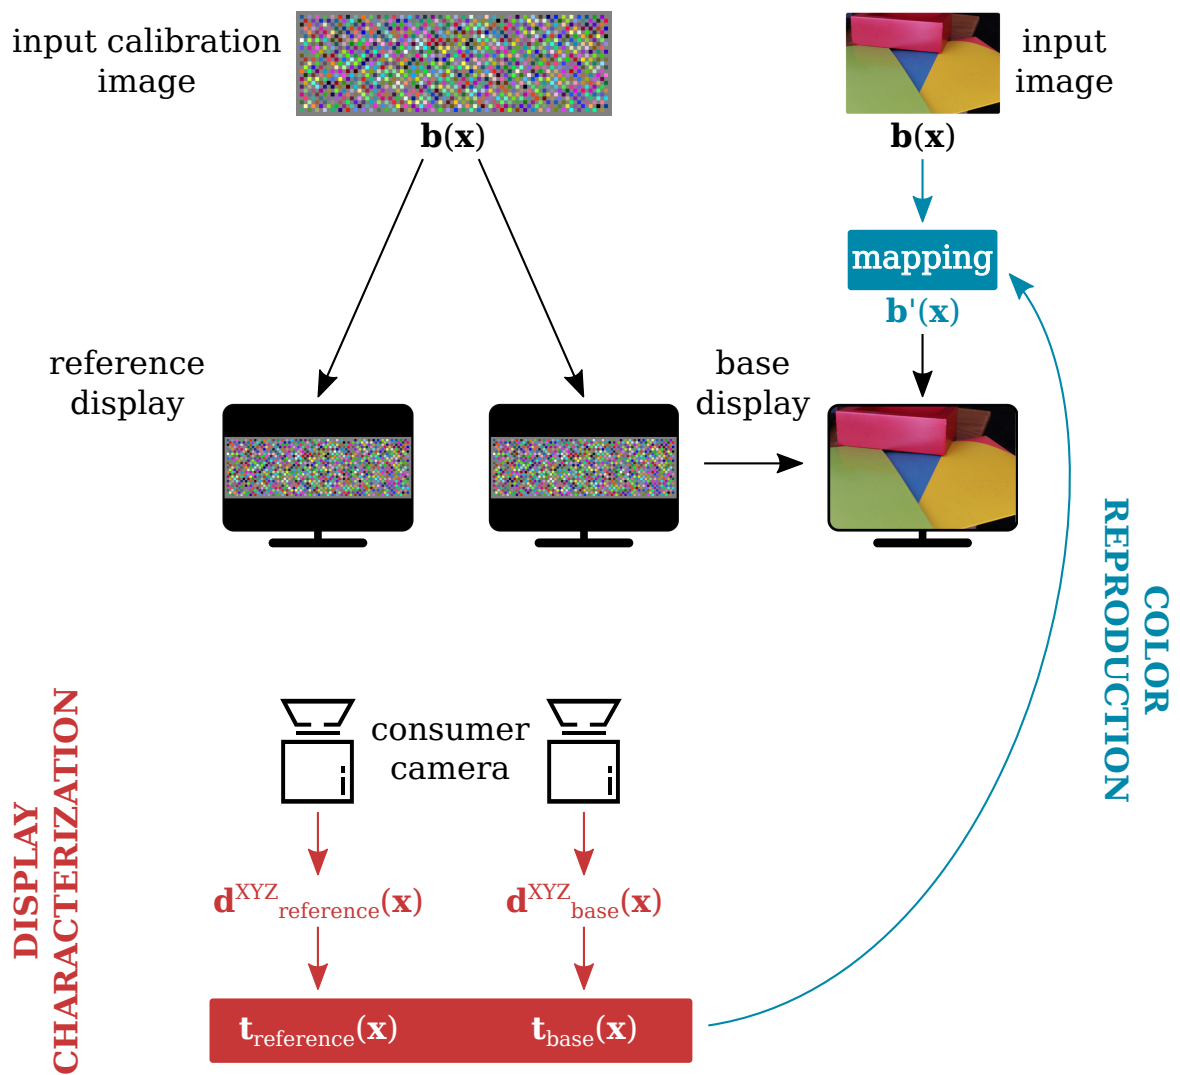 input calibration
image
b(x)
input
image
b(x)
mapping
b'(x)
reference
display
base
display
COLOR
REPRODUCTION
consumer
camera
DISPLAY
CHARACTERIZATION
d^XYZ_reference(x)
d^XYZ_base(x)
t_reference(x)
t_base(x)